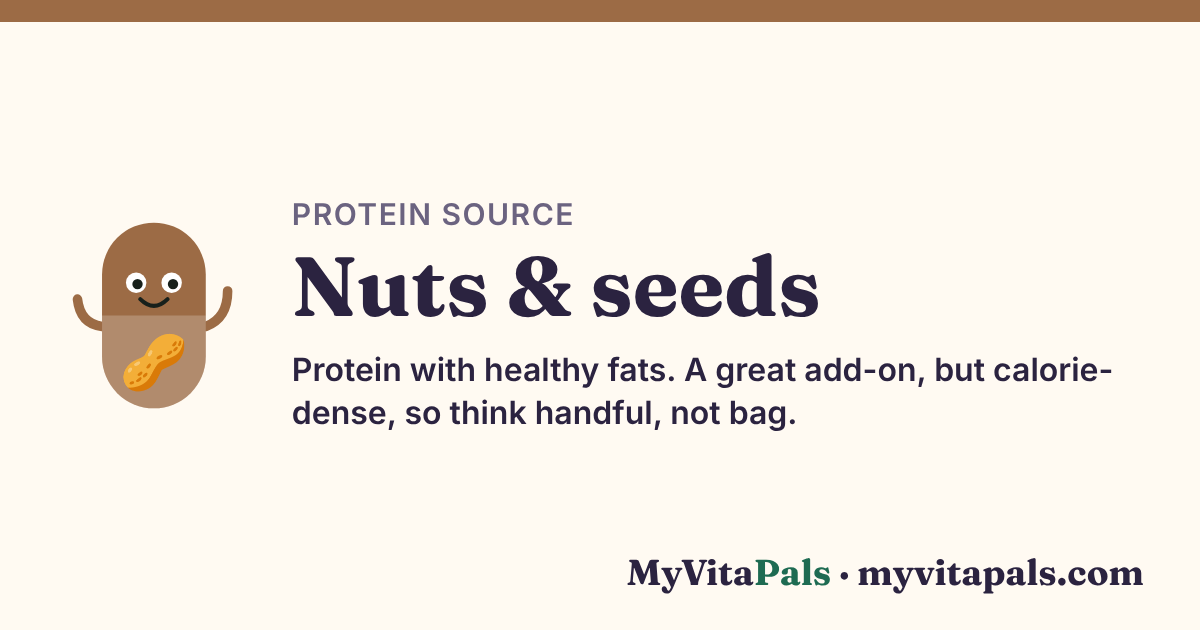 PROTEIN SOURCE
Nuts & seeds
Protein with healthy fats. A great add-on, but calorie-
dense, so think handful, not bag.
MyVitaPals · myvitapals.com